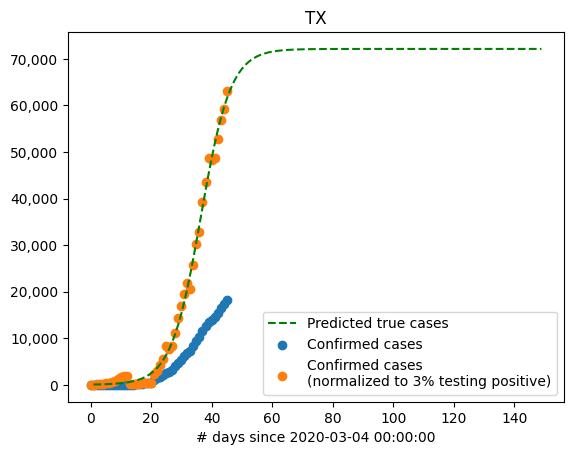 TX
70,000
60,000
50,000
40,000
30,000
20,000
10,000
0
Predicted true cases
Confirmed cases
Confirmed cases
(normalized to 3% testing positive)
0 20 40 60 80 100 120 140
# days since 2020-03-04 00:00:00